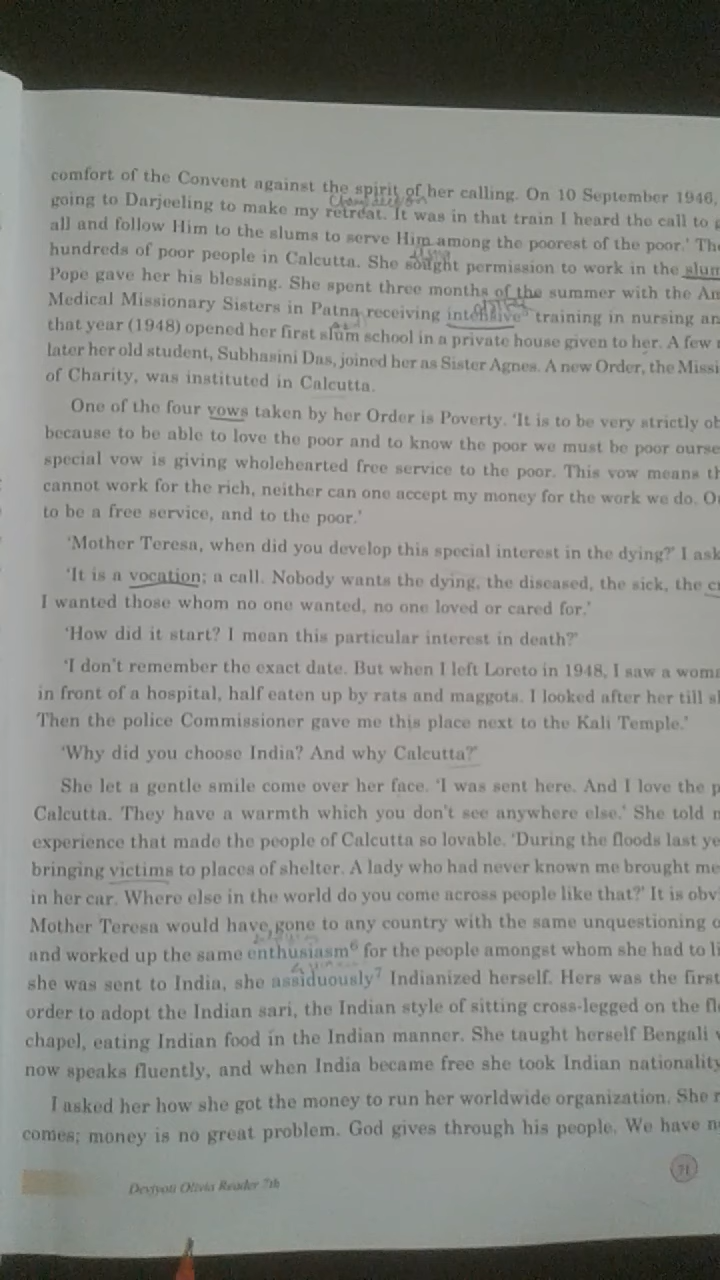 comfort of the Convent against the spirit of her calling. On 10 September 1946,
going to Darjeeling to make my retreat. It was in that train I heard the call to g
all and follow Him to the slums to serve Him among the poorest of the poor.' The
hundreds of poor people in Calcutta. She sought permission to work in the slum
Pope gave her his blessing. She spent three months of the summer with the Am
Medical Missionary Sisters in Patna receiving intensive⁵ training in nursing an
that year (1948) opened her first slum school in a private house given to her. A few
later her old student, Subhasini Das, joined her as Sister Agnes. A new Order, the Missi
of Charity, was instituted in Calcutta.
One of the four vows taken by her Order is Poverty. 'It is to be very strictly ob
because to be able to love the poor and to know the poor we must be poor ourse
special vow is giving wholehearted free service to the poor. This vow means th
cannot work for the rich, neither can one accept my money for the work we do. O
to be a free service, and to the poor.'
'Mother Teresa, when did you develop this special interest in the dying?' I ask
'It is a vocation; a call. Nobody wants the dying, the diseased, the sick, the c
I wanted those whom no one wanted, no one loved or cared for.'
'How did it start? I mean this particular interest in death?'
'I don't remember the exact date. But when I left Loreto in 1948, I saw a woma
in front of a hospital, half eaten up by rats and maggots. I looked after her till s
Then the police Commissioner gave me this place next to the Kali Temple.'
'Why did you choose India? And why Calcutta?'
She let a gentle smile come over her face. 'I was sent here. And I love the p
Calcutta. They have a warmth which you don't see anywhere else.' She told m
experience that made the people of Calcutta so lovable. 'During the floods last ye
bringing victims to places of shelter. A lady who had never known me brought me
in her car. Where else in the world do you come across people like that?' It is obv
Mother Teresa would have gone to any country with the same unquestioning
and worked up the same enthusiasm⁶ for the people amongst whom she had to li
she was sent to India, she assiduously⁷ Indianized herself. Hers was the first
order to adopt the Indian sari, the Indian style of sitting cross-legged on the fl
chapel, eating Indian food in the Indian manner. She taught herself Bengali
now speaks fluently, and when India became free she took Indian nationality
I asked her how she got the money to run her worldwide organization. She r
comes; money is no great problem. God gives through his people. We have n
Devjyoti Olivia Reader 7th
71